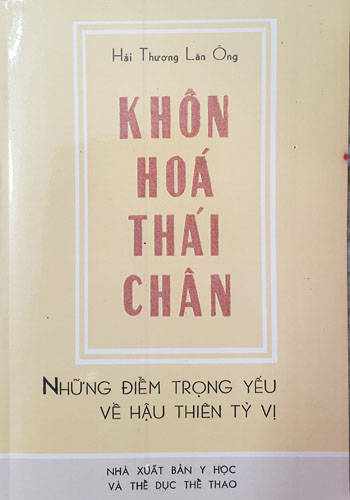 Hải Thượng Lãn Ông
KHÔN
HOÁ
THÁI
CHÂN
NHỮNG ĐIỂM TRỌNG YẾU
VỀ HẬU THIÊN TỲ VỊ
NHÀ XUẤT BẢN Y HỌC
VÀ THỂ DỤC THỂ THAO